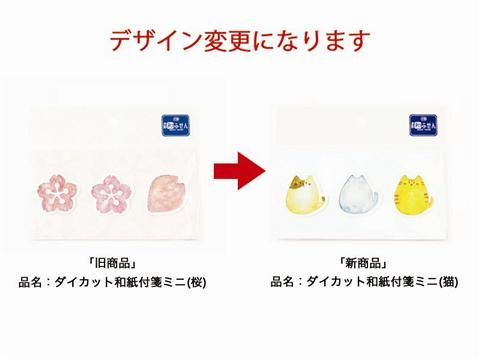 デザイン変更になります
「旧商品」
品名：ダイカット和紙付箋ミニ(桜)
「新商品」
品名：ダイカット和紙付箋ミニ(猫)